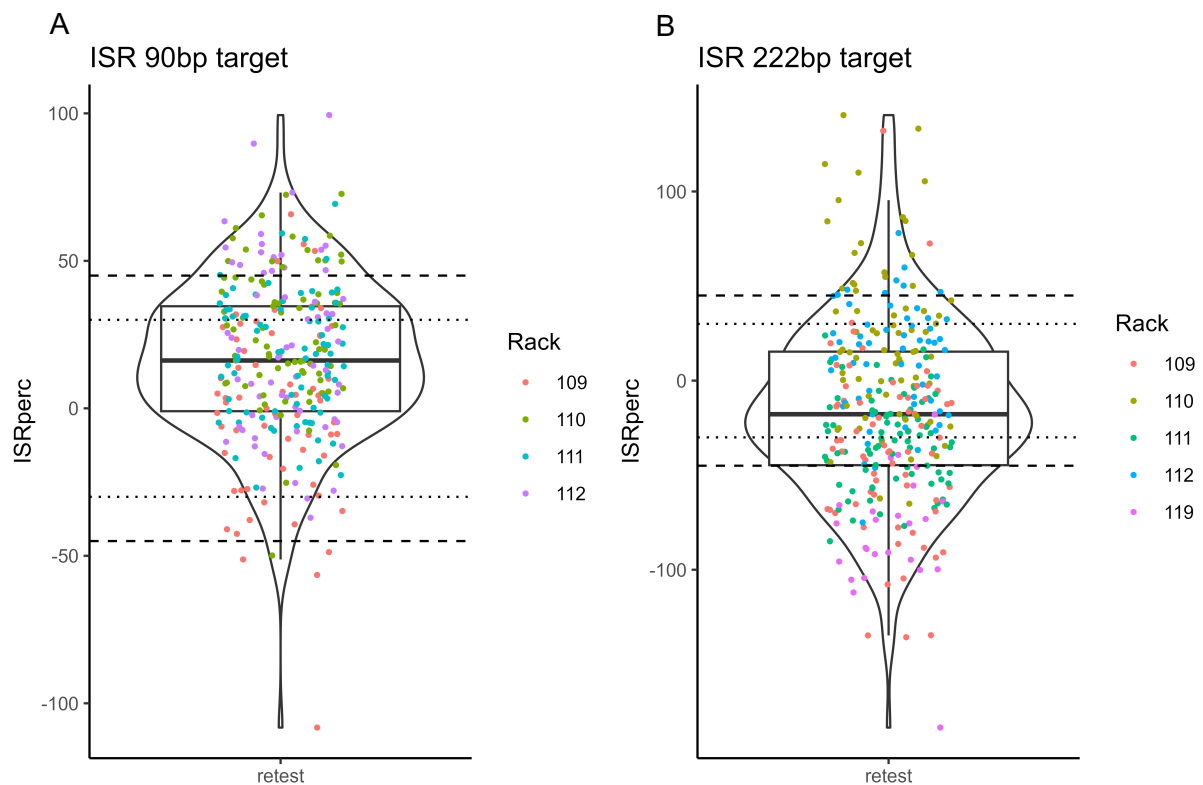 A
ISR 90bp target
ISRperc
100
50
0
-50
-100
retest
Rack
109
110
111
112
B
ISR 222bp target
ISRperc
100
0
-100
retest
Rack
109
110
111
112
119